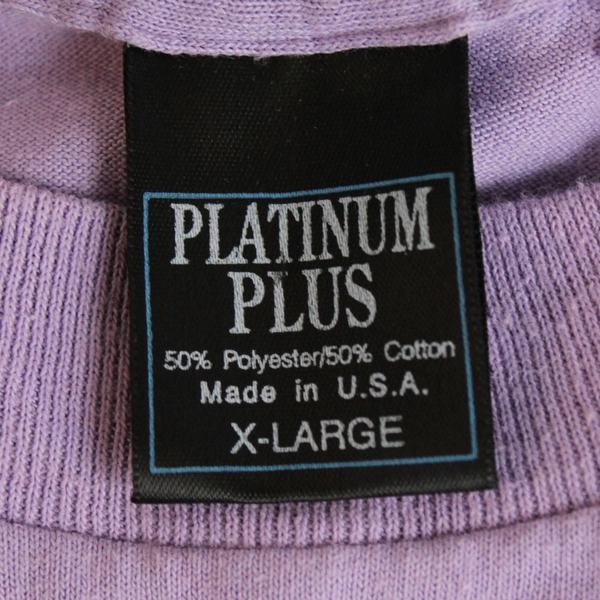 PLATINUM
PLUS
50% Polyester/50% Cotton
Made in U.S.A.
X-LARGE